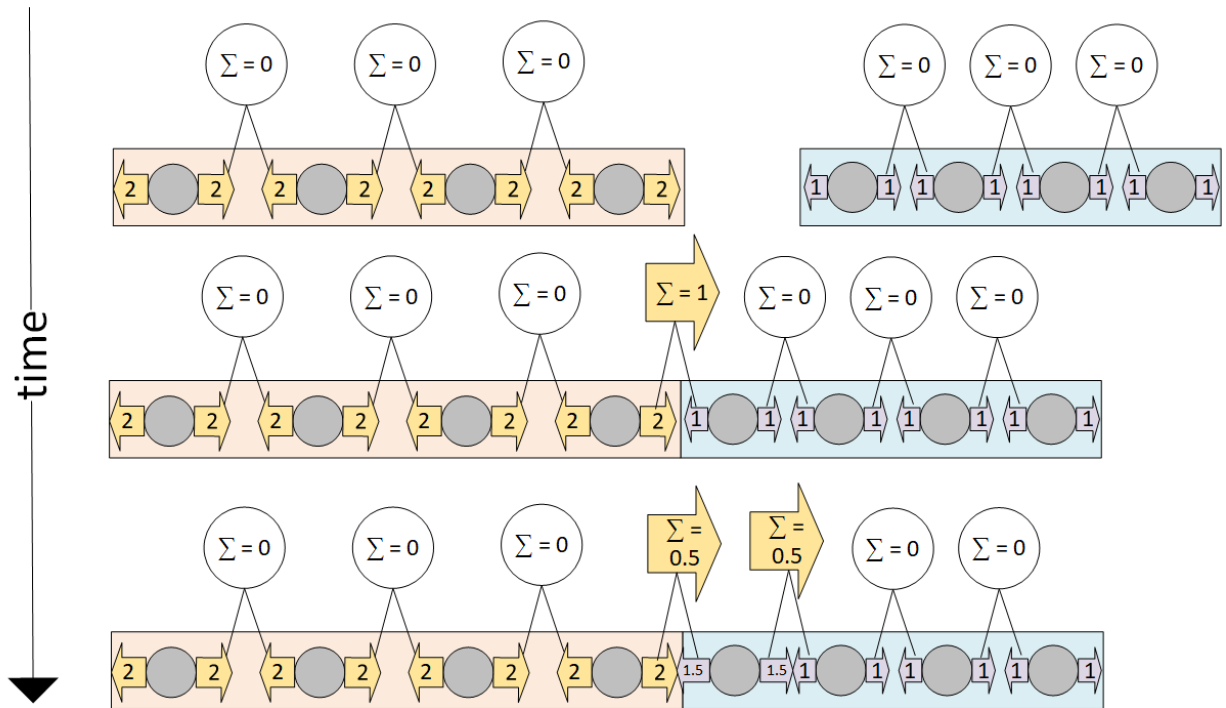 ∑ = 0 ∑ = 0 ∑ = 0 ∑ = 0 ∑ = 0 ∑ = 0
2 2 2 2 2 2 2 2 1 1 1 1 1 1 1 1
time
∑ = 0 ∑ = 0 ∑ = 0 ∑ = 1 ∑ = 0 ∑ = 0 ∑ = 0
2 2 2 2 2 2 2 2 1 1 1 1 1 1 1 1
∑ = 0 ∑ = 0 ∑ = 0 ∑ = 0.5 ∑ = 0.5 ∑ = 0 ∑ = 0
2 2 2 2 2 2 2 2 1.5 1.5 1 1 1 1 1 1